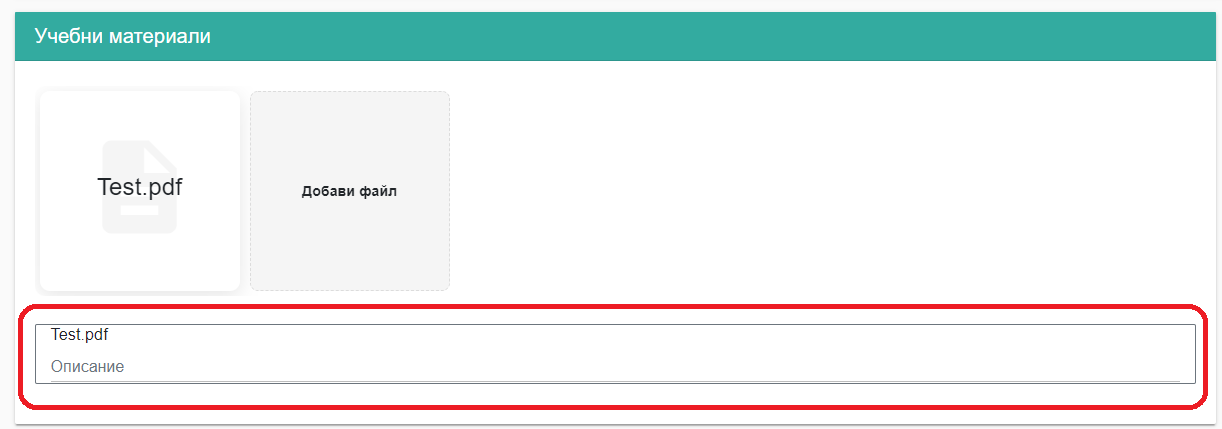 Учебни материали
Test.pdf
Добави файл
Test.pdf
Описание